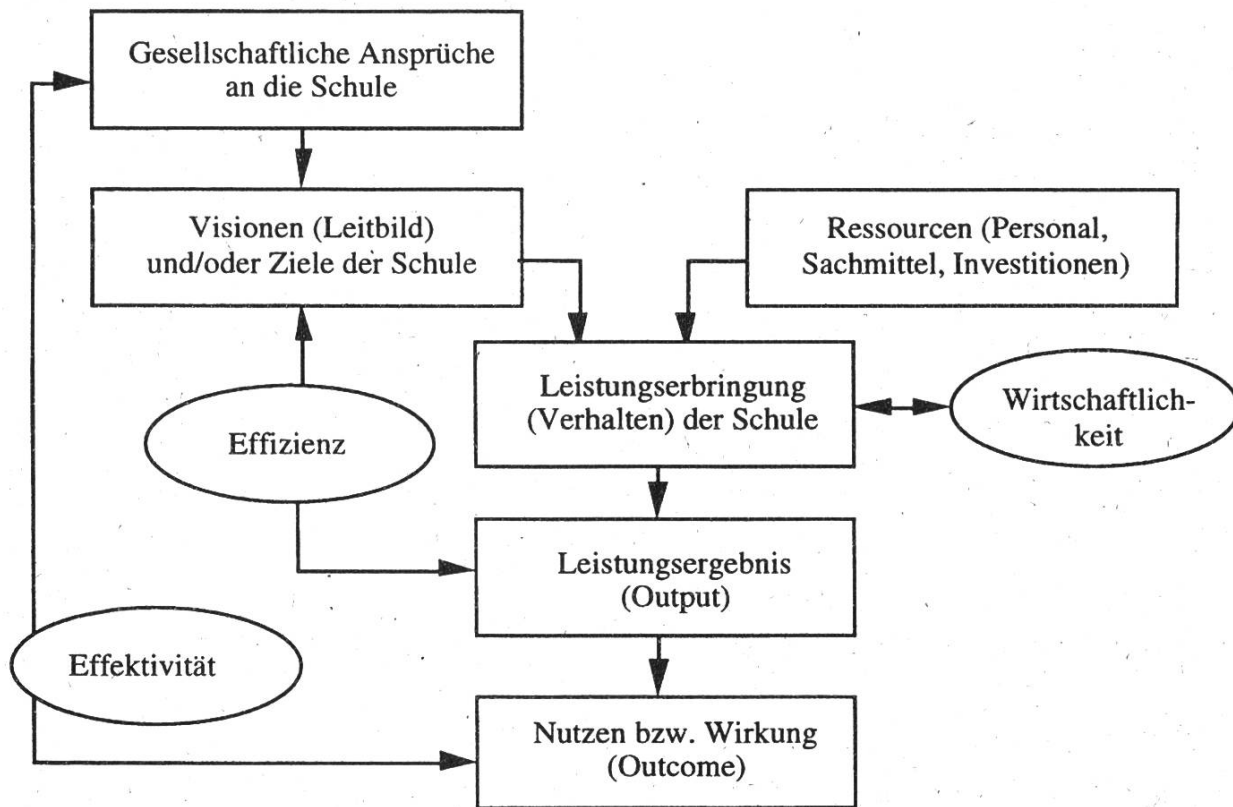 Gesellschaftliche Ansprüche
an die Schule
Visionen (Leitbild)
und/oder Ziele der Schule
Ressourcen (Personal,
Sachmittel, Investitionen)
Leistungserbringung
(Verhalten) der Schule
Wirtschaftlich-
keit
Effizienz
Leistungsergebnis
(Output)
Effektivität
Nutzen bzw. Wirkung
(Outcome)